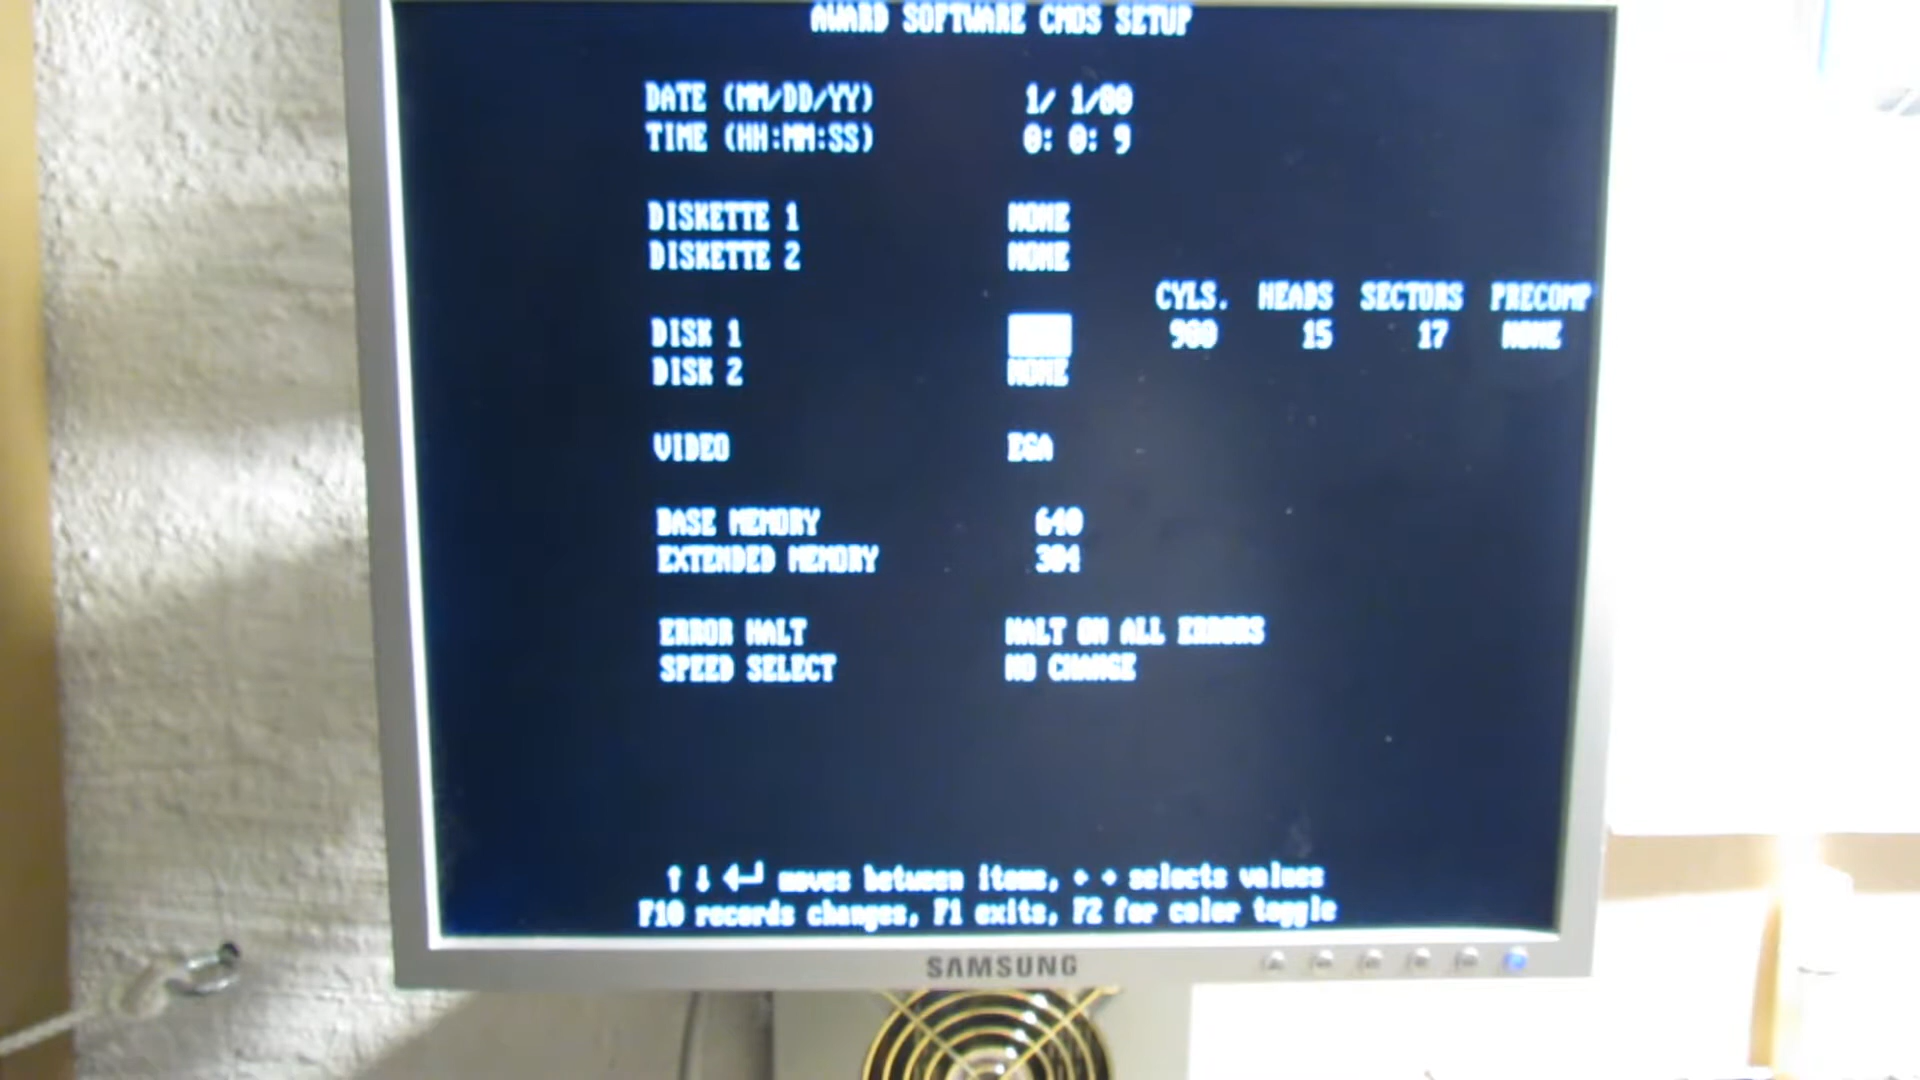 AWARD SOFTWARE CMOS SETUP
DATE (MM/DD/YY) 1/ 1/80
TIME (HH:MM:SS) 0: 0: 9
DISKETTE 1 NONE
DISKETTE 2 NONE
CYLS. HEADS SECTORS PRECOMP
DISK 1 900 15 17 NONE
DISK 2 NONE
VIDEO EGA
BASE MEMORY 640
EXTENDED MEMORY 384
ERROR HALT HALT ON ALL ERRORS
SPEED SELECT NO CHANGE
↑ ↓ ↵ moves between items, ← → selects values
F10 records changes, F1 exits, F2 for color toggle
SAMSUNG